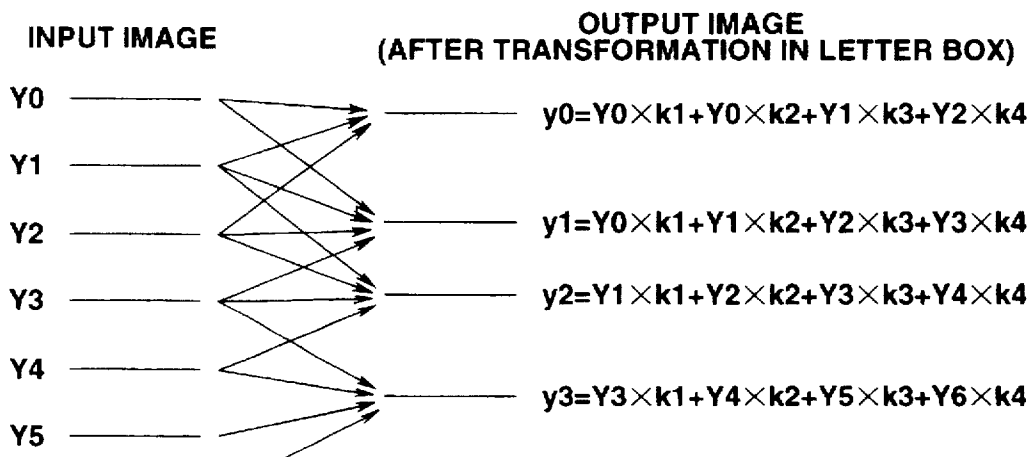 INPUT IMAGE
OUTPUT IMAGE
(AFTER TRANSFORMATION IN LETTER BOX)
Y0
y0=Y0×k1+Y0×k2+Y1×k3+Y2×k4
Y1
y1=Y0×k1+Y1×k2+Y2×k3+Y3×k4
Y2
y2=Y1×k1+Y2×k2+Y3×k3+Y4×k4
Y3
Y4
y3=Y3×k1+Y4×k2+Y5×k3+Y6×k4
Y5